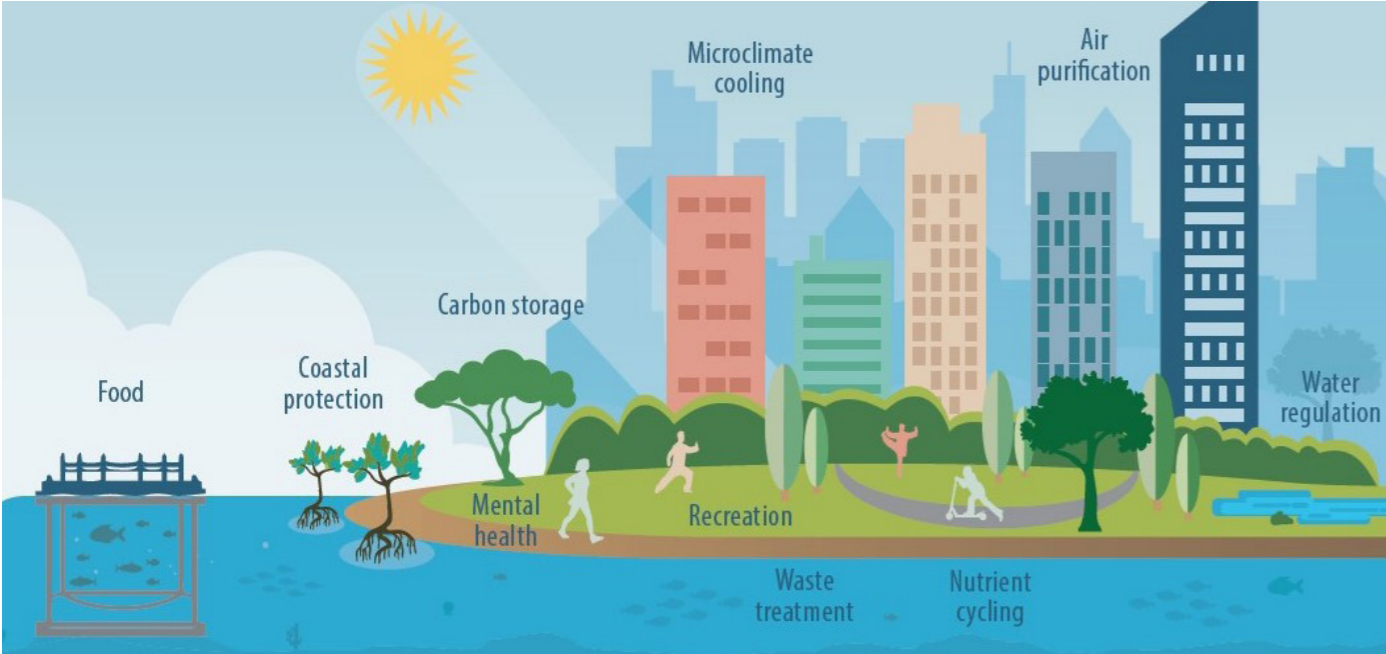 Microclimate
cooling
Air
purification
Carbon storage
Coastal
protection
Food
Water
regulation
Mental
health
Recreation
Waste
treatment
Nutrient
cycling